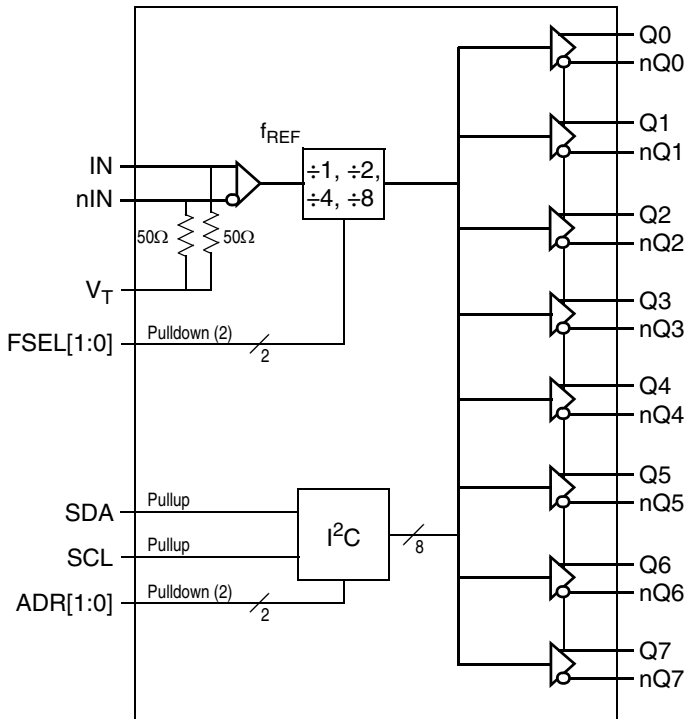 Q0
nQ0
Q1
nQ1
Q2
nQ2
Q3
nQ3
Q4
nQ4
Q5
nQ5
Q6
nQ6
Q7
nQ7
fREF
IN
nIN
÷1, ÷2,
÷4, ÷8
50Ω
50Ω
VT
FSEL[1:0]
Pulldown (2)
2
SDA
Pullup
I²C
8
SCL
Pullup
ADR[1:0]
Pulldown (2)
2